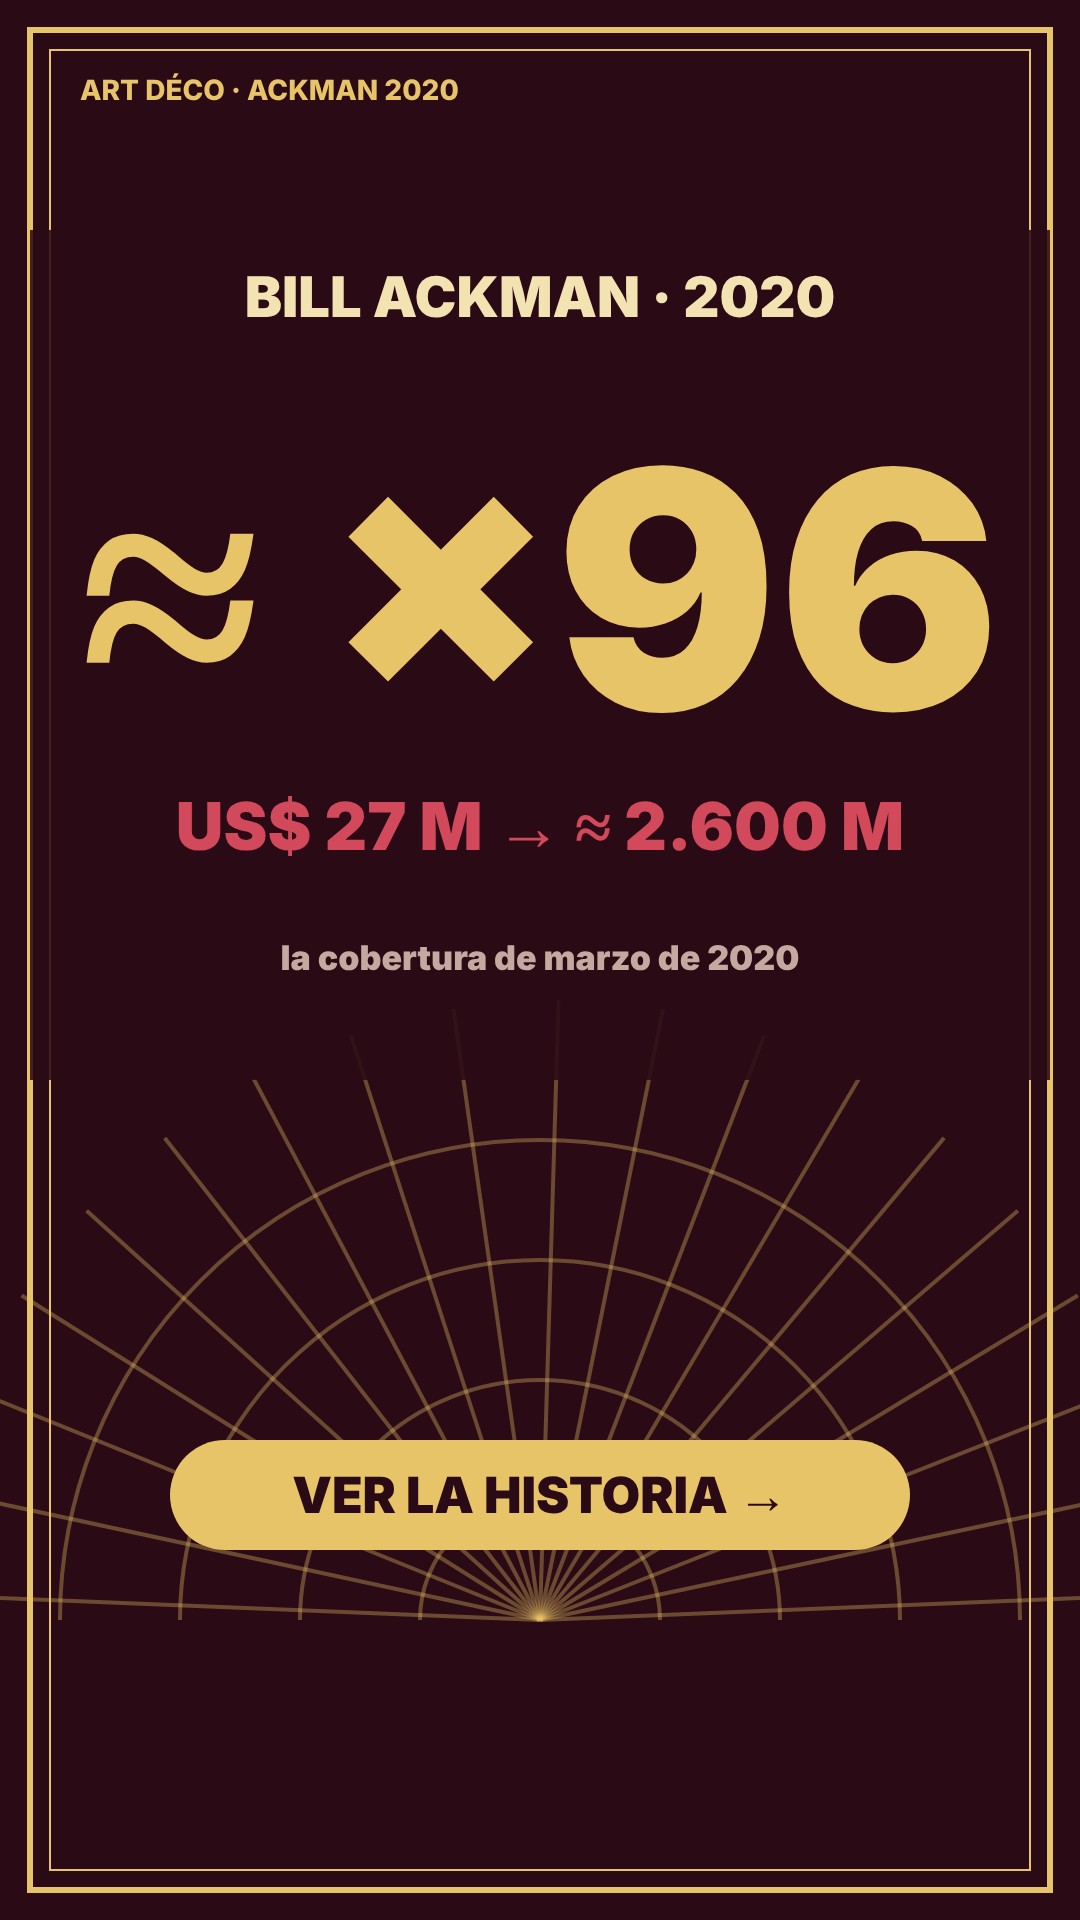 ART DÉCO · ACKMAN 2020
BILL ACKMAN · 2020
≈ ×96
US$ 27 M → ≈ 2.600 M
la cobertura de marzo de 2020
VER LA HISTORIA →